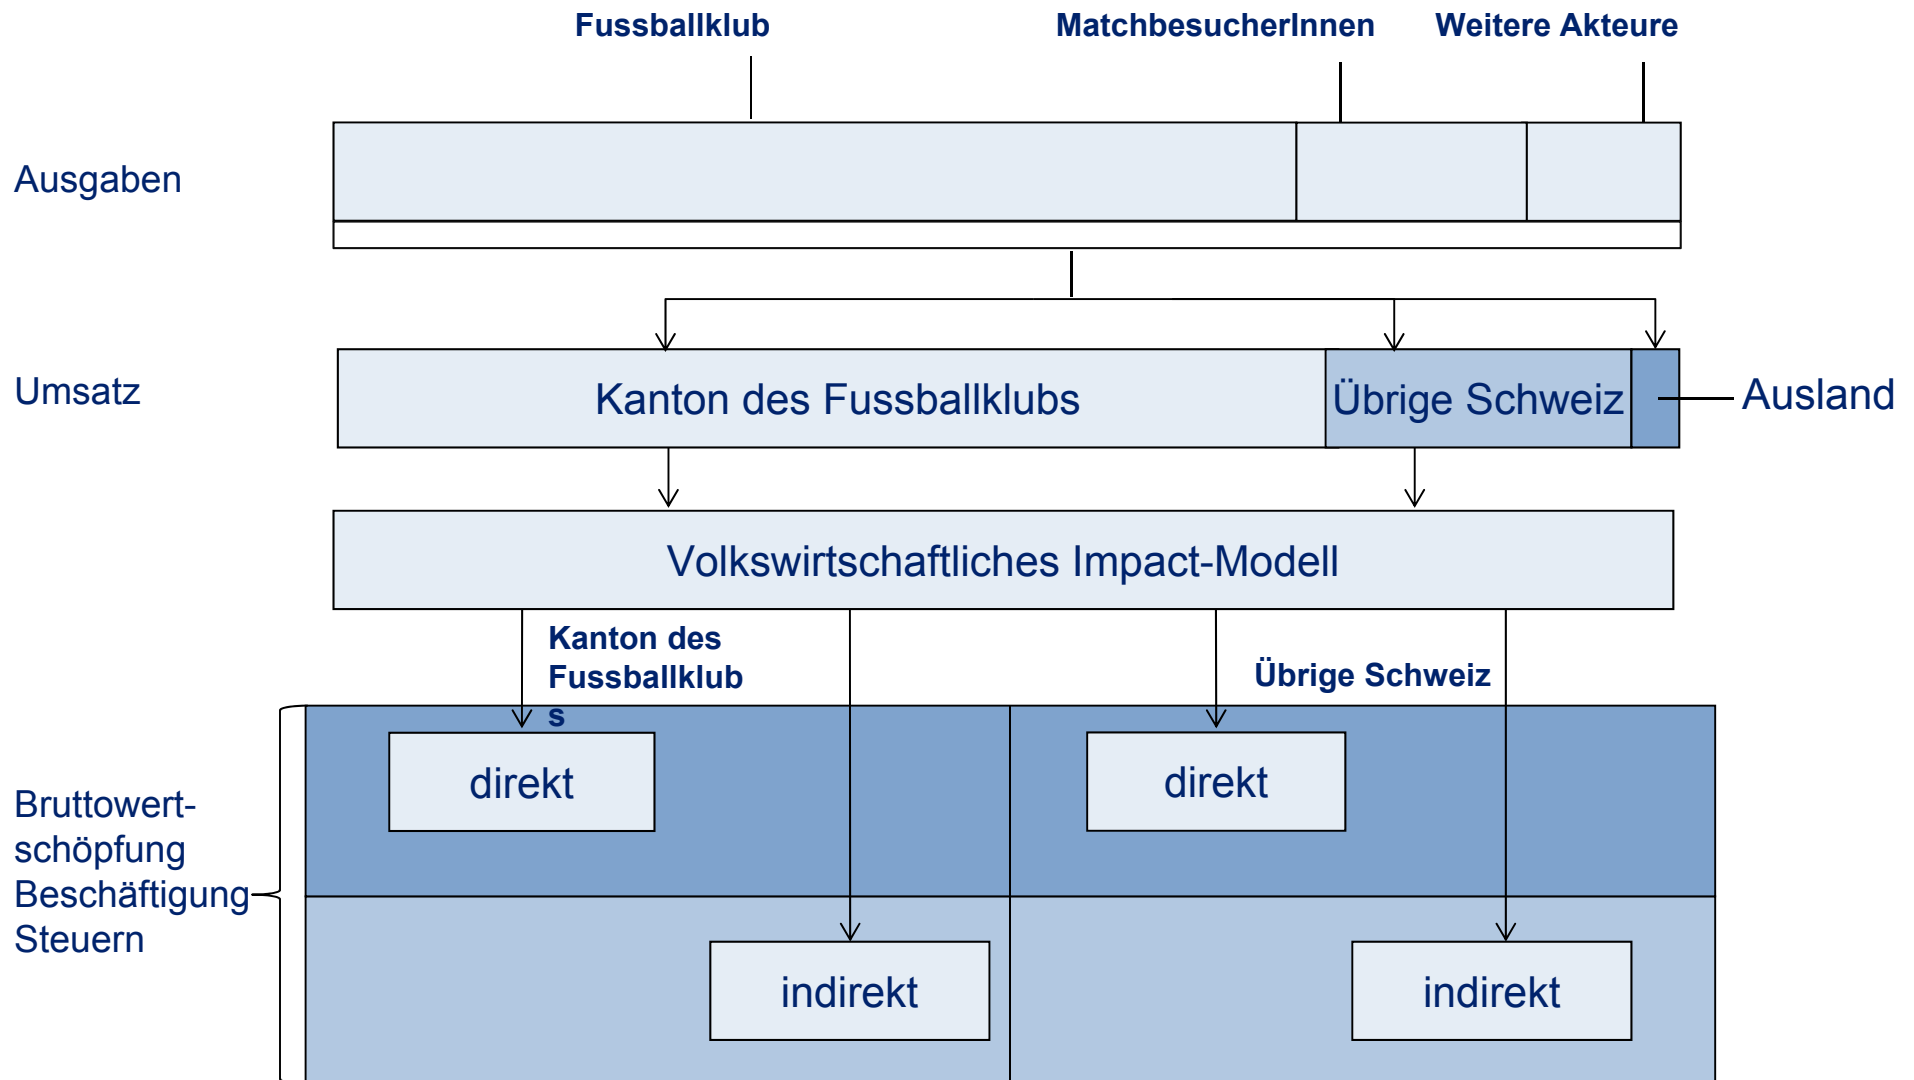 Fussballklub
MatchbesucherInnen
Weitere Akteure
Ausgaben
Umsatz
Kanton des Fussballklubs
Übrige Schweiz
Ausland
Volkswirtschaftliches Impact-Modell
Kanton des
Fussballklub
s
Übrige Schweiz
direkt
direkt
Bruttowert-
schöpfung
Beschäftigung
Steuern
indirekt
indirekt